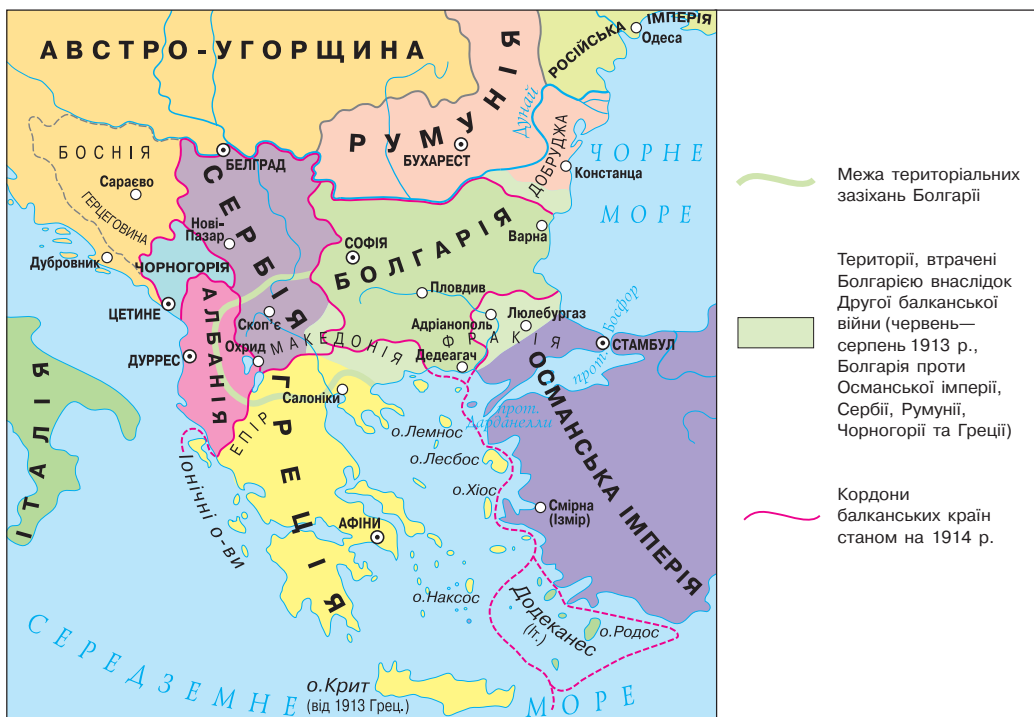 АВСТРО-УГОРЩИНА
РОСІЙСЬКА ІМПЕРІЯ
Одеса
РУМУНІЯ
БУХАРЕСТ
Дунай
ДОБРУДЖА
Констанца
ЧОРНЕ
МОРЕ
БОСНІЯ
Сараєво
ГЕРЦЕГОВИНА
БЕЛГРАД
СЕРБІЯ
Нові-
Пазар
Дубровник
ЧОРНОГОРІЯ
ЦЕТИНЕ
СОФІЯ
БОЛГАРІЯ
Варна
Пловдив
Адріанополь
Люлебургаз
прот. Босфор
СТАМБУЛ
Скоп'є
Охрид
МАКЕДОНІЯ
ФРАКІЯ
Дедеагач
АЛБАНІЯ
ДУРРЕС
Салоніки
прот.
Дарданелли
ОСМАНСЬКА ІМПЕРІЯ
ІТАЛІЯ
ЕПІР
ГРЕЦІЯ
Іонічні о-ви
о.Лемнос
о.Лесбос
о.Хіос
Смірна
(Ізмір)
АФІНИ
о.Наксос
Додеканес
(Іт.)
о.Родос
о.Крит
(від 1913 Грец.)
СЕРЕДЗЕМНЕ МОРЕ
Межа територіальних
зазіхань Болгарії
Території, втрачені
Болгарією внаслідок
Другої балканської
війни (червень—
серпень 1913 р.,
Болгарія проти
Османської імперії,
Сербії, Румунії,
Чорногорії та Греції)
Кордони
балканських країн
станом на 1914 р.